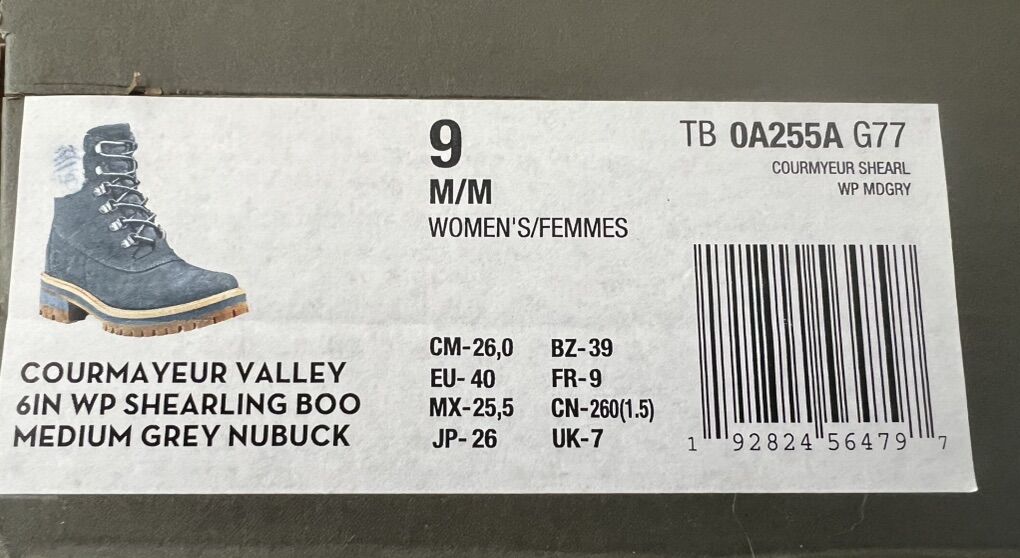 9
M/M
WOMEN'S/FEMMES
TB 0A255A G77
COURMYEUR SHEARL
WP MDGRY
COURMAYEUR VALLEY
6IN WP SHEARLING BOO
MEDIUM GREY NUBUCK
CM-26,0 BZ-39
EU-40 FR-9
MX-25,5 CN-260(1.5)
JP-26 UK-7
1 92824 56479 7